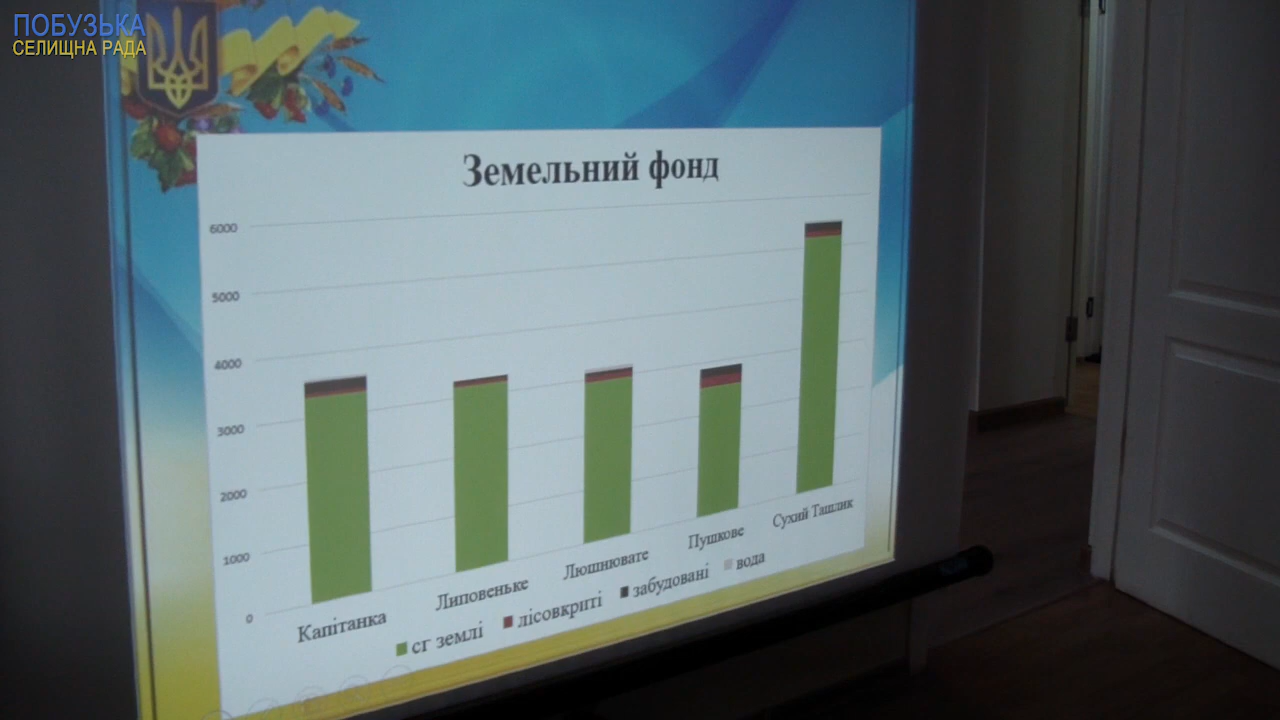 ПОБУЗЬКА
СЕЛИЩНА РАДА
Земельний фонд
6000
5000
4000
3000
2000
1000
0
Капітанка Липовеньке Люшнювате Пушкове Сухий Ташлик
сг землі лісовкриті забудовані вода